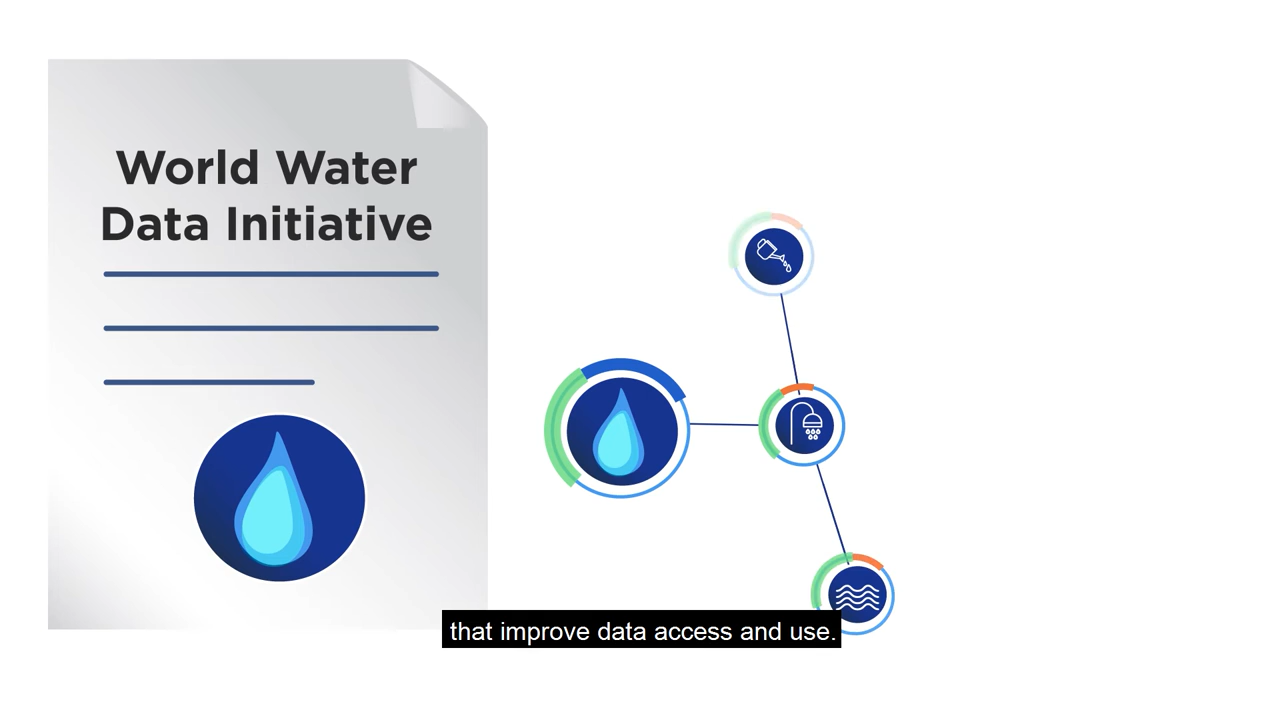 World Water
Data Initiative
that improve data access and use.